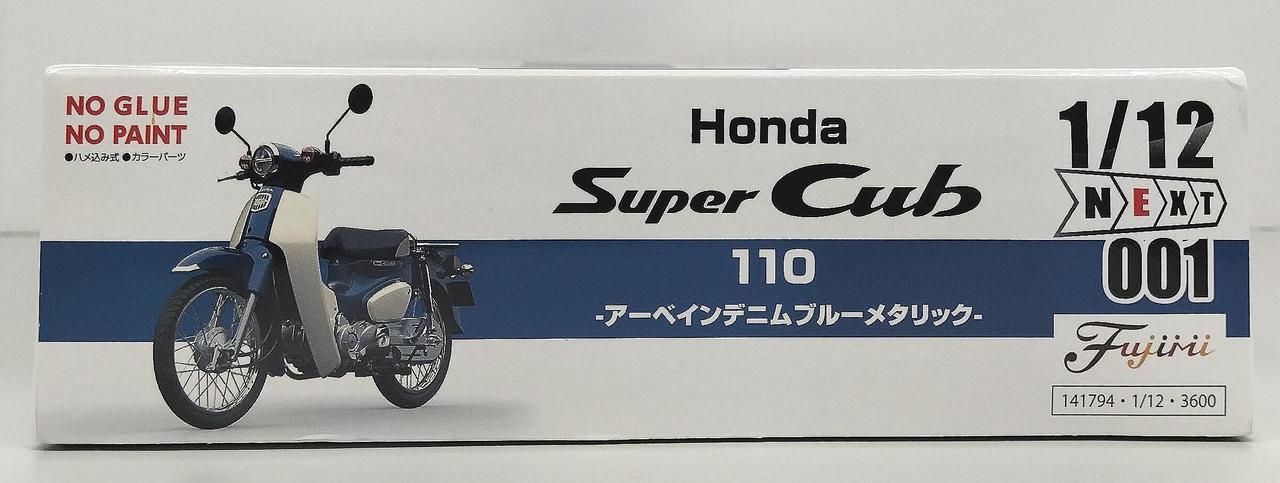 NO GLUE
NO PAINT
●ハメ込み式 ●カラーパーツ
Honda
Super Cub
110
-アーベインデニムブルーメタリック-
1/12
NEXT
001
Fujimi
141794・1/12・3600